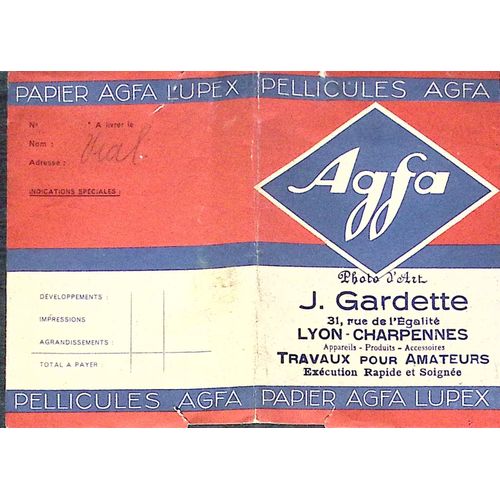 PAPIER AGFA LUPEX
N° A livrer le
Nom : Vial
Adresse :
INDICATIONS SPÉCIALES :
DÉVELOPPEMENTS :
IMPRESSIONS
AGRANDISSEMENTS :
TOTAL A PAYER
PELLICULES AGFA
PELLICULES AGFA
Agfa
Photo d'Art
J. Gardette
31, rue de l'Égalité
LYON-CHARPENNES
Appareils - Produits - Accessoires
TRAVAUX POUR AMATEURS
Exécution Rapide et Soignée
PAPIER AGFA LUPEX